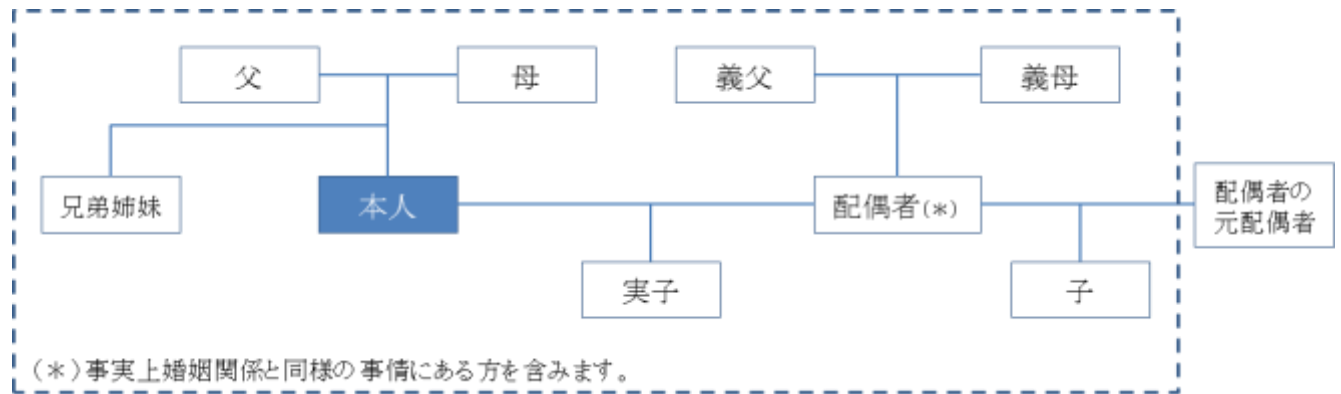 父
母
義父
義母
兄弟姉妹
本人
配偶者(＊)
配偶者の
元配偶者
実子
子
(＊)事実上婚姻関係と同様の事情にある方を含みます。